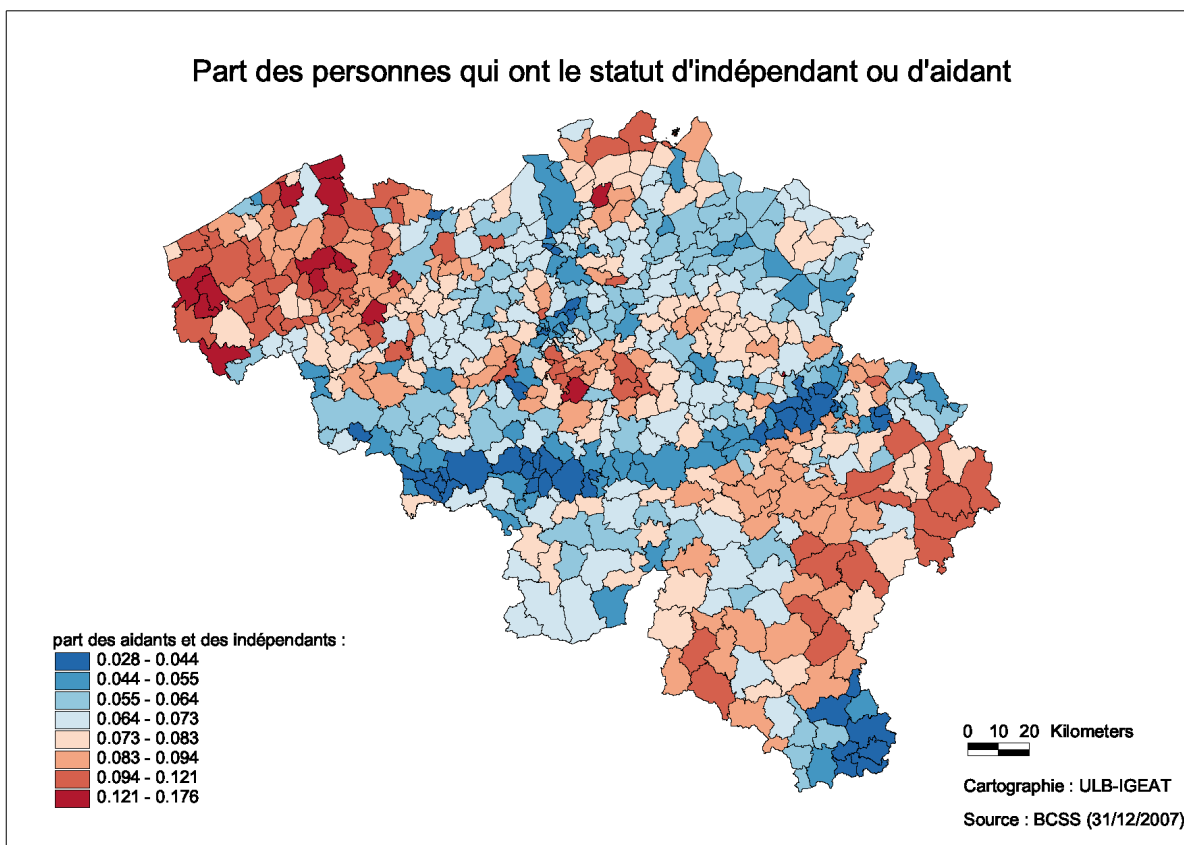 Part des personnes qui ont le statut d'indépendant ou d'aidant
part des aidants et des indépendants :
0.028 - 0.044
0.044 - 0.055
0.055 - 0.064
0.064 - 0.073
0.073 - 0.083
0.083 - 0.094
0.094 - 0.121
0.121 - 0.176
0 10 20 Kilometers
Cartographie : ULB-IGEAT
Source : BCSS (31/12/2007)